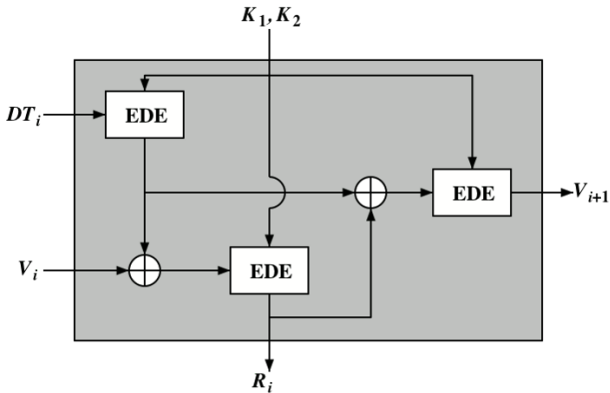 K₁, K₂
DTᵢ
EDE
EDE
Vᵢ₊₁
Vᵢ
EDE
Rᵢ